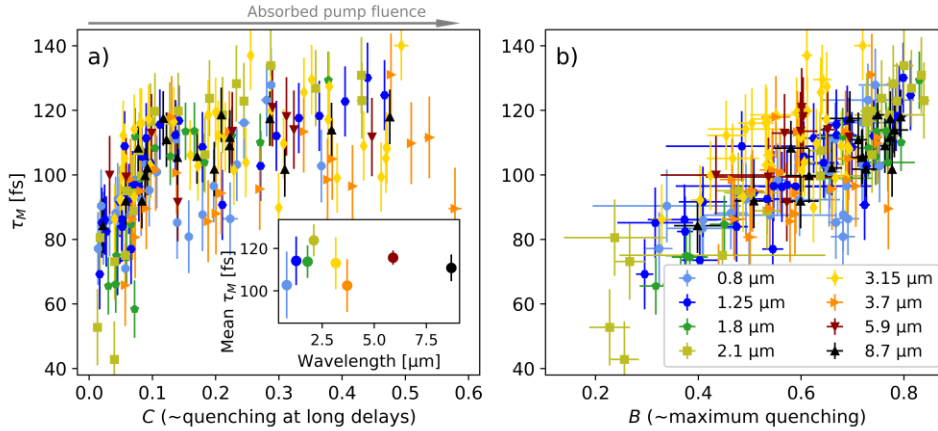 Absorbed pump fluence
a)
140
120
100
80
60
40
τM [fs]
0.0 0.1 0.2 0.3 0.4 0.5 0.6
C (~quenching at long delays)
Mean τM [fs]
120
100
2.5 5.0 7.5
Wavelength [μm]
b)
140
120
100
80
60
40
0.2 0.4 0.6 0.8
B (~maximum quenching)
0.8 μm
1.25 μm
1.8 μm
2.1 μm
3.15 μm
3.7 μm
5.9 μm
8.7 μm